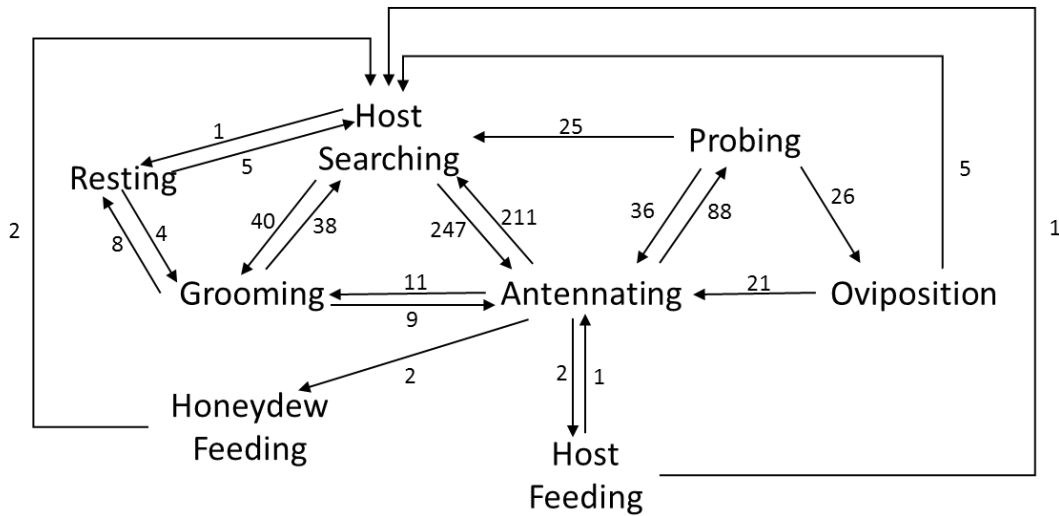 Host
Searching
1
25
Probing
Resting
5
5
26
2
40
38
247
211
36
88
1
8
4
Grooming
11
Antennating
21
Oviposition
9
2
2
1
Honeydew
Feeding
Host
Feeding